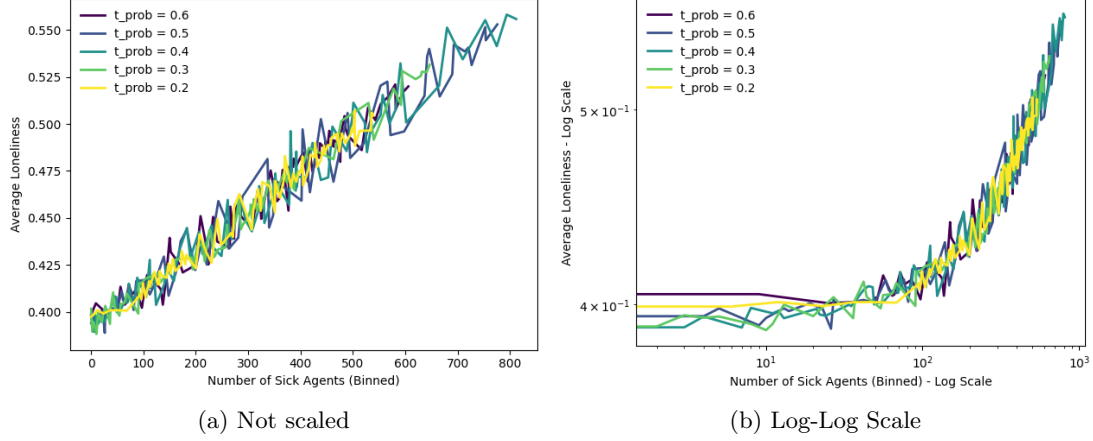 t_prob = 0.6
t_prob = 0.5
t_prob = 0.4
t_prob = 0.3
t_prob = 0.2
0.550
0.525
0.500
0.475
0.450
0.425
0.400
Average Loneliness
0 100 200 300 400 500 600 700 800
Number of Sick Agents (Binned)
(a) Not scaled
t_prob = 0.6
t_prob = 0.5
t_prob = 0.4
t_prob = 0.3
t_prob = 0.2
5 × 10⁻¹
4 × 10⁻¹
Average Loneliness - Log Scale
10¹ 10² 10³
Number of Sick Agents (Binned) - Log Scale
(b) Log-Log Scale